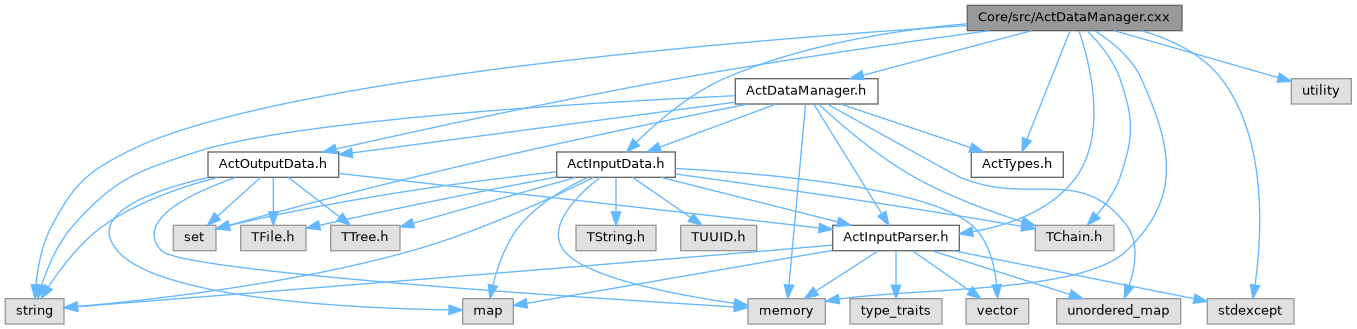 Core/src/ActDataManager.cxx
ActDataManager.h
utility
ActOutputData.h
ActInputData.h
ActTypes.h
set
TFile.h
TTree.h
TString.h
TUUID.h
ActInputParser.h
TChain.h
string
map
memory
type_traits
vector
unordered_map
stdexcept